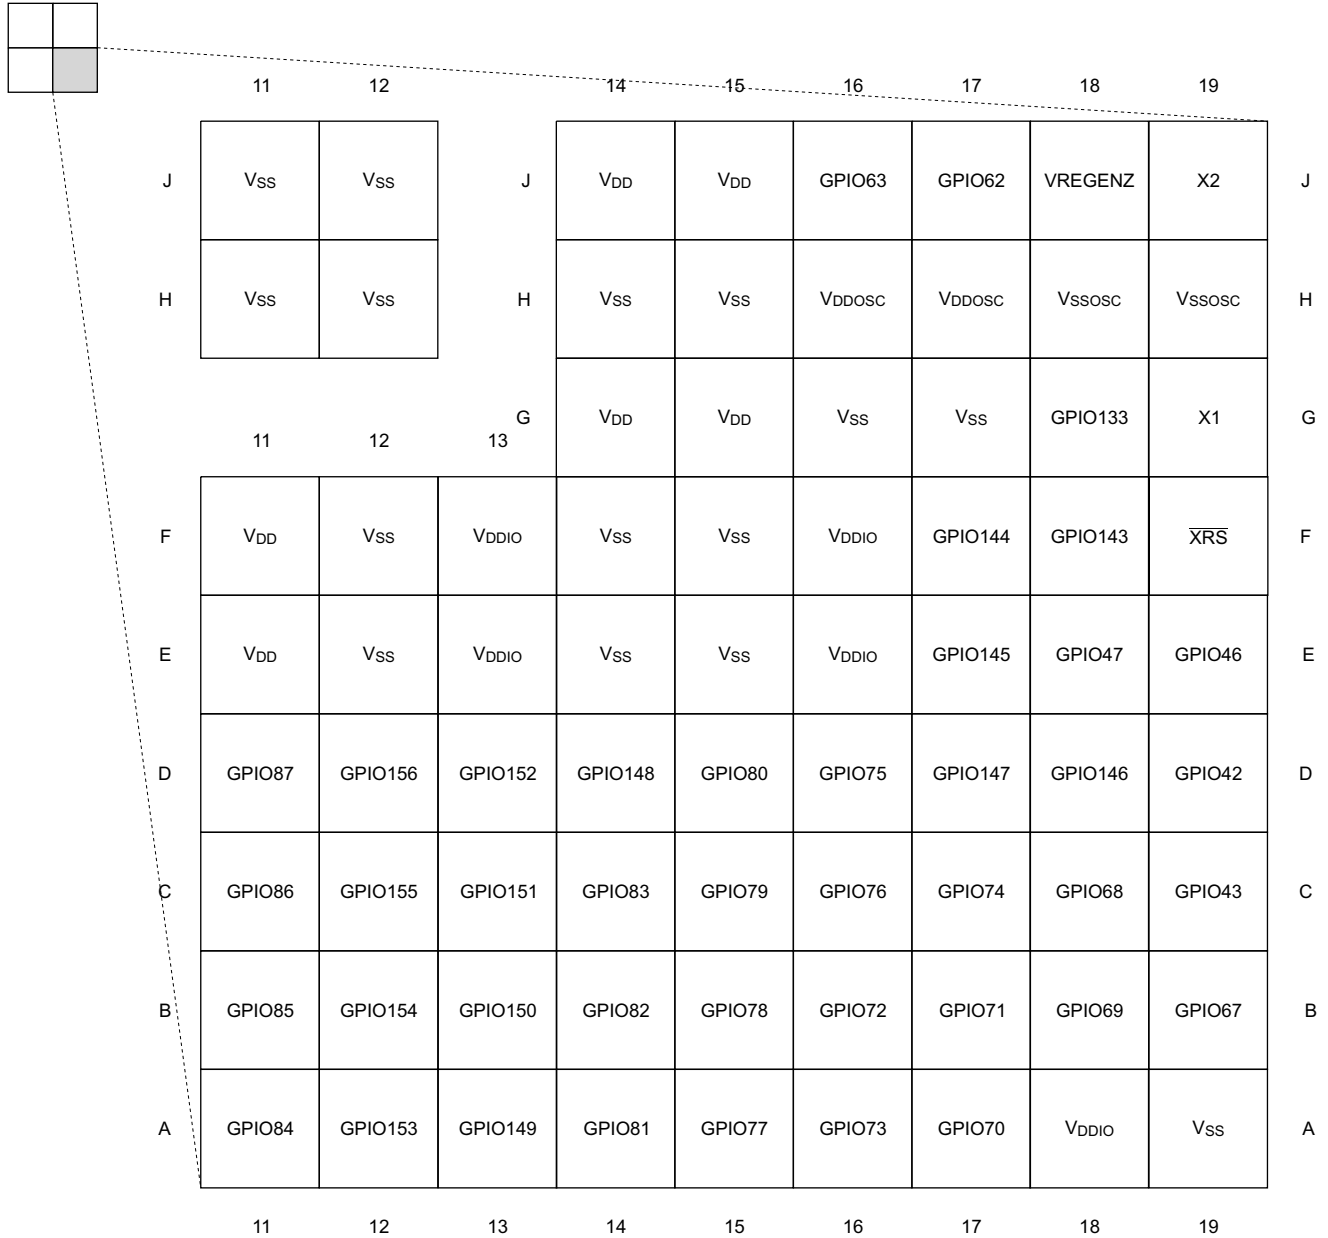 11 12 14 15 16 17 18 19
J VSS VSS J VDD VDD GPIO63 GPIO62 VREGENZ X2 J
H VSS VSS H VSS VSS VDDOSC VDDOSC VSSOSC VSSOSC H
G VDD VDD VSS VSS GPIO133 X1 G
11 12 13
F VDD VSS VDDIO VSS VSS VDDIO GPIO144 GPIO143 XRS F
E VDD VSS VDDIO VSS VSS VDDIO GPIO145 GPIO47 GPIO46 E
D GPIO87 GPIO156 GPIO152 GPIO148 GPIO80 GPIO75 GPIO147 GPIO146 GPIO42 D
C GPIO86 GPIO155 GPIO151 GPIO83 GPIO79 GPIO76 GPIO74 GPIO68 GPIO43 C
B GPIO85 GPIO154 GPIO150 GPIO82 GPIO78 GPIO72 GPIO71 GPIO69 GPIO67 B
A GPIO84 GPIO153 GPIO149 GPIO81 GPIO77 GPIO73 GPIO70 VDDIO VSS A
11 12 13 14 15 16 17 18 19